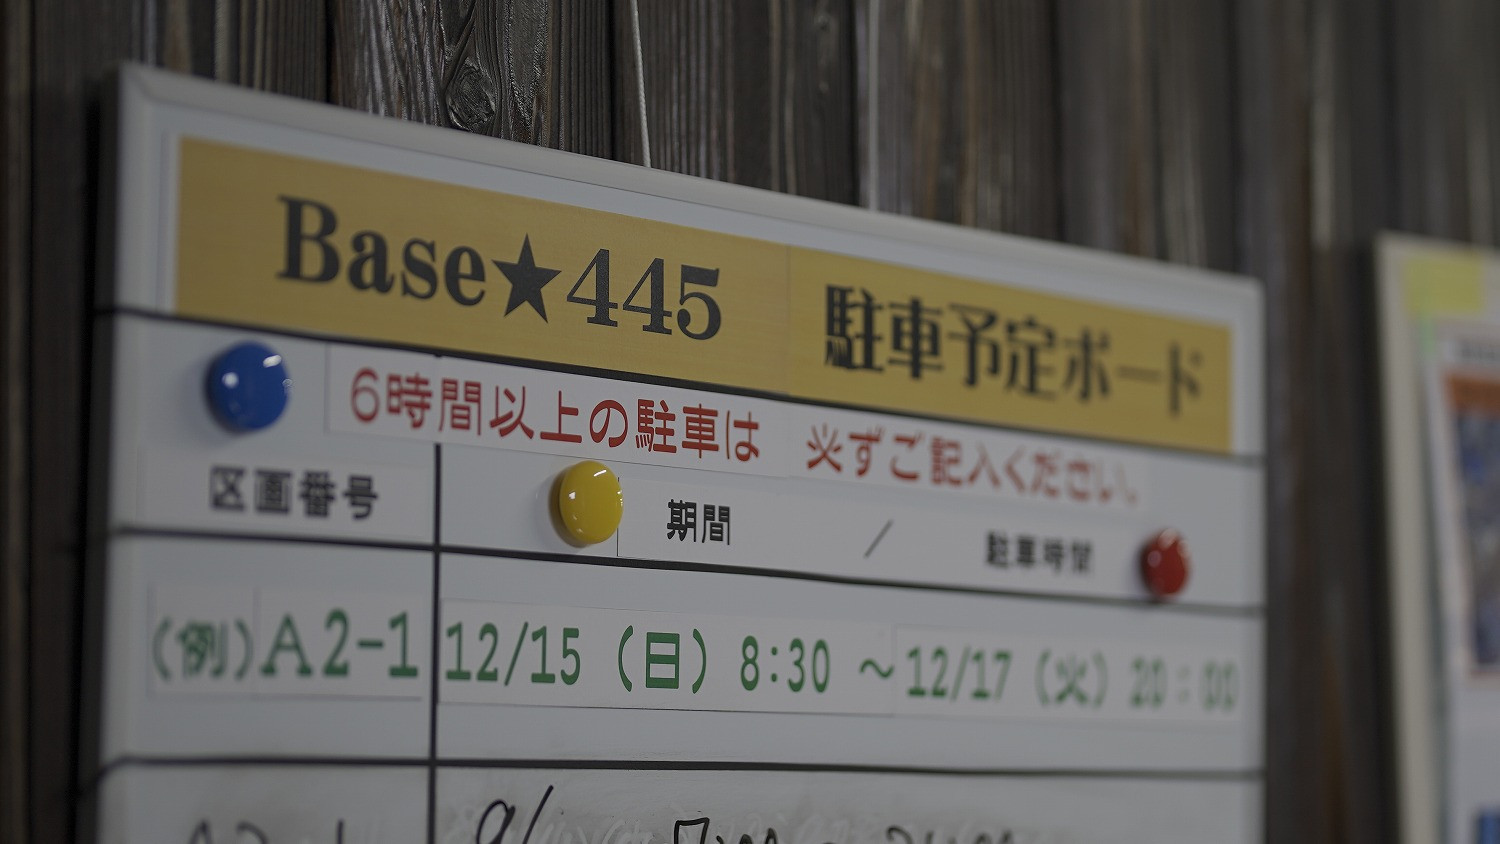 Base★445 駐車予定ボード
6時間以上の駐車は 必ずご記入ください。
区画番号 期間 / 駐車時間
(例)A2-1 12/15(日)8:30 ~12/17(火)20:00